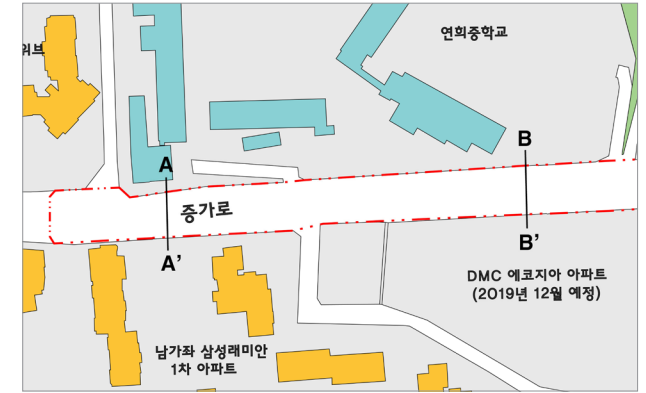 연희중학교
위브
A
B
증가로
A'
B'
DMC 에코지아 아파트
(2019년 12월 예정)
남가좌 삼성래미안
1차 아파트